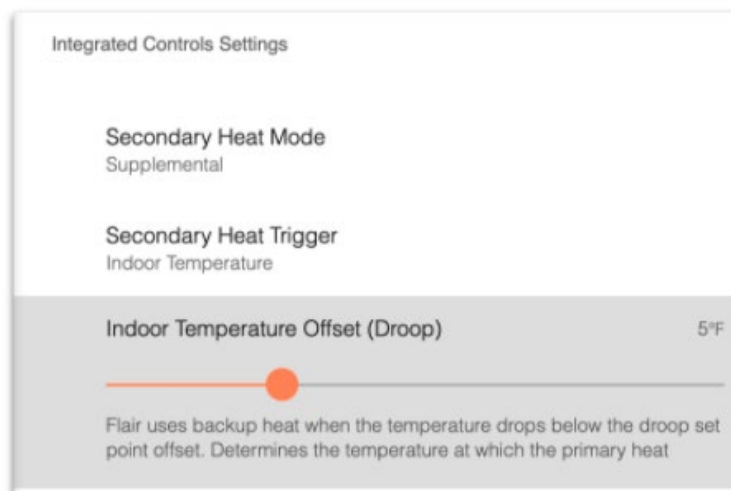 Integrated Controls Settings
Secondary Heat Mode
Supplemental
Secondary Heat Trigger
Indoor Temperature
Indoor Temperature Offset (Droop) 5°F
Flair uses backup heat when the temperature drops below the droop set
point offset. Determines the temperature at which the primary heat